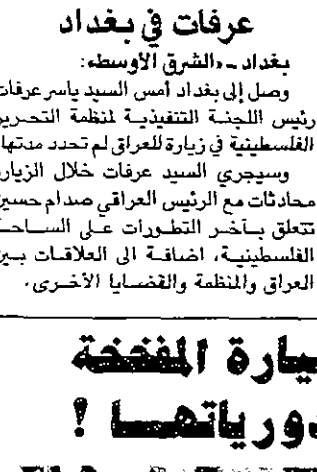 عرفات في بغداد
بغداد ـ «الشرق الأوسط»:
وصل إلى بغداد أمس السيد ياسر عرفات
رئيس اللجنة التنفيذية لمنظمة التحرير
الفلسطينية في زيارة للعراق لم تحدد مدتها
وسيجري السيد عرفات خلال الزيارة
محادثات مع الرئيس العراقي صدام حسين
تتعلق بآخر التطورات على الساحة
الفلسطينية، اضافة الى العلاقات بين
العراق والمنظمة والقضايا الأخرى.
المفخخة
دورياتها !